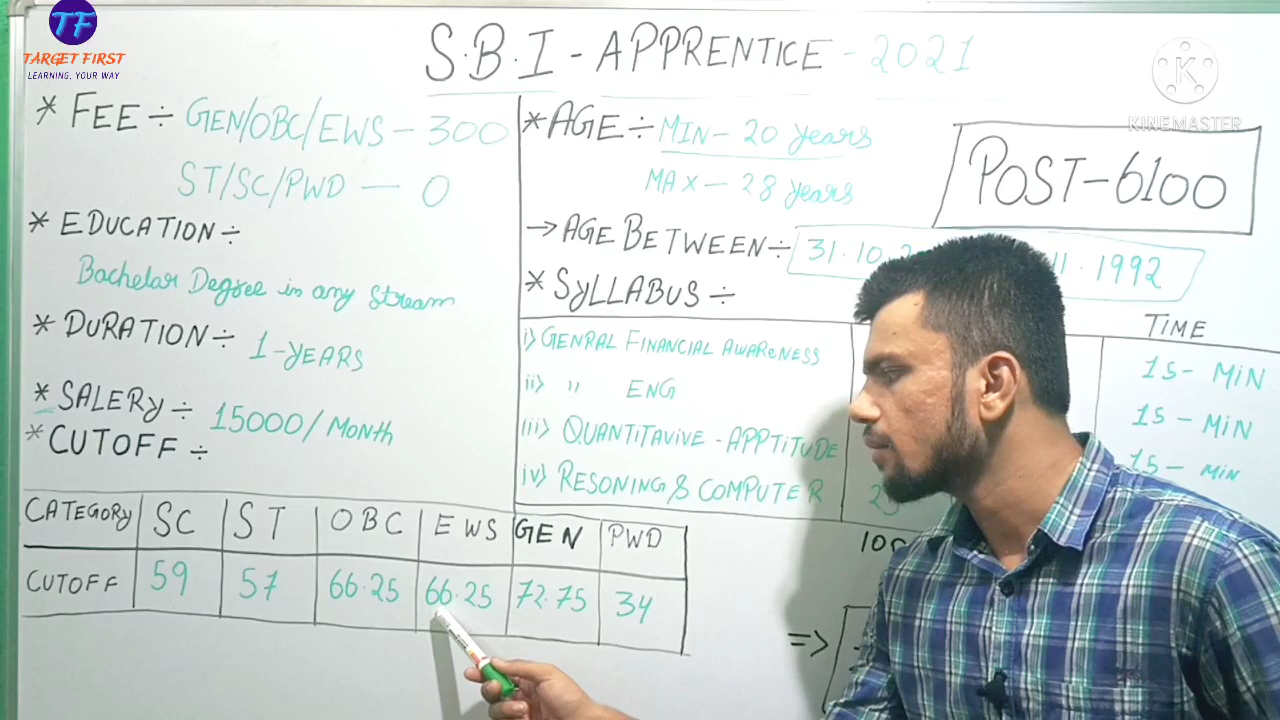 TF
TARGET FIRST
LEARNING, YOUR WAY
S.B.I - APPRENTICE - 2021
K
KINEMASTER
* FEE ÷ GEN/OBC/EWS - 300
ST/SC/PWD — 0
* EDUCATION ÷
Bachelar Degree in any Stream
* DURATION ÷ 1-YEARS
* SALERY ÷ 15000/MONTH
* CUTOFF ÷
CATEGORY SC ST OBC EWS GEN PWD
CUTOFF 59 57 66.25 66.25 72.75 34
* AGE ÷ MIN - 20 years
MAX - 28 years
POST-6100
→ AGE BETWEEN ÷ 31.10. 1992
* SYLLABUS ÷
TIME
i) GENRAL FINANCIAL AWARENESS 15 - MIN
ii) " ENG 15 - MIN
iii) QUANTITAVIVE - APPTITUDE 15 - MIN
iv) RESONING & COMPUTER
=>